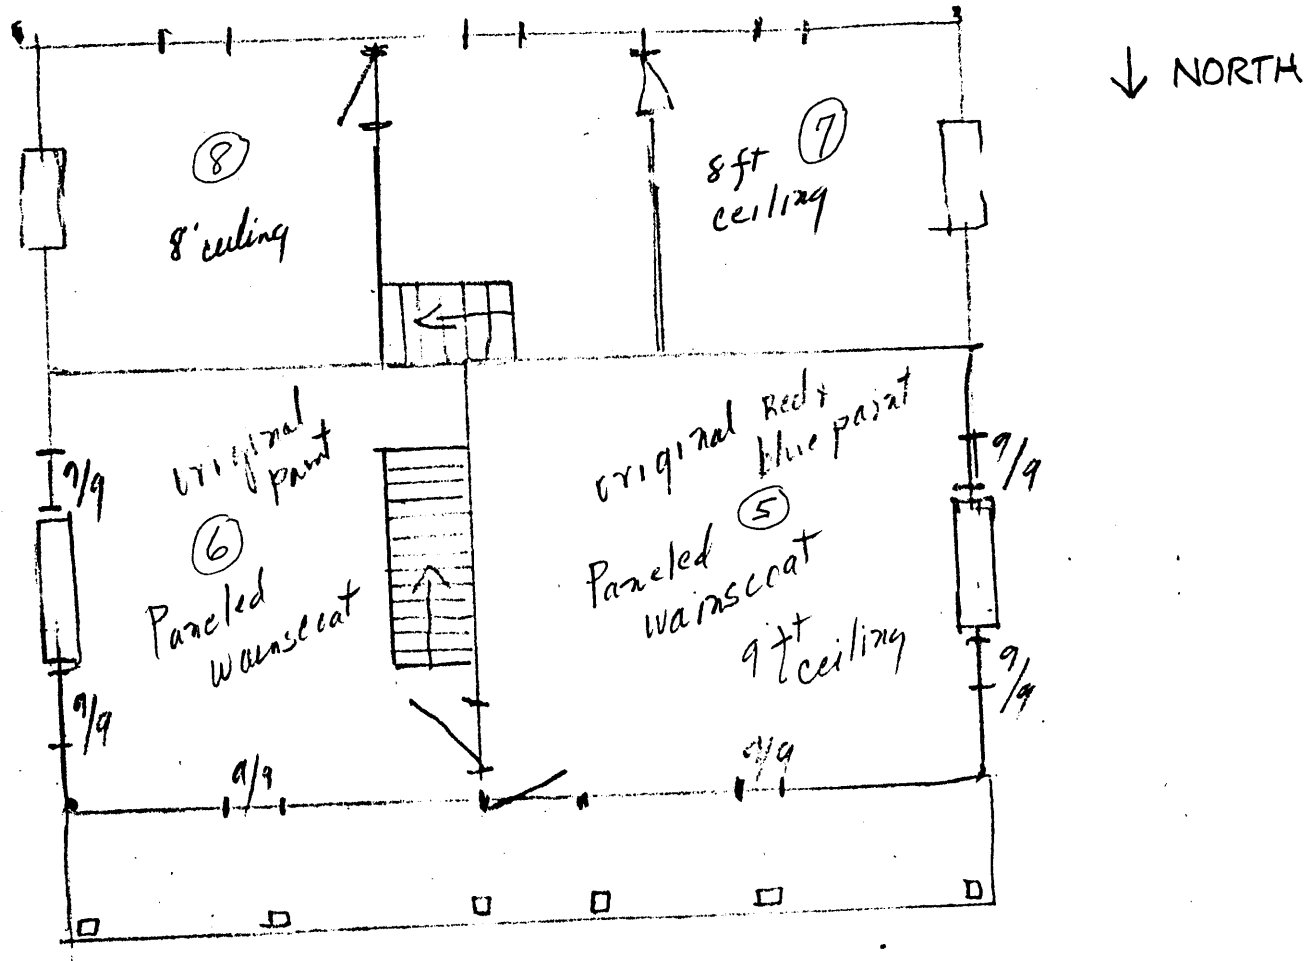 ↓ NORTH
8
8' ceiling
8 ft 7
ceiling
original
paint
6
Paneled
wainscoat
original Red &
blue paint
5
Paneled
wainscoat
9 ft
ceiling
9/9
9/9
9/9
9/9
9/9
9/9